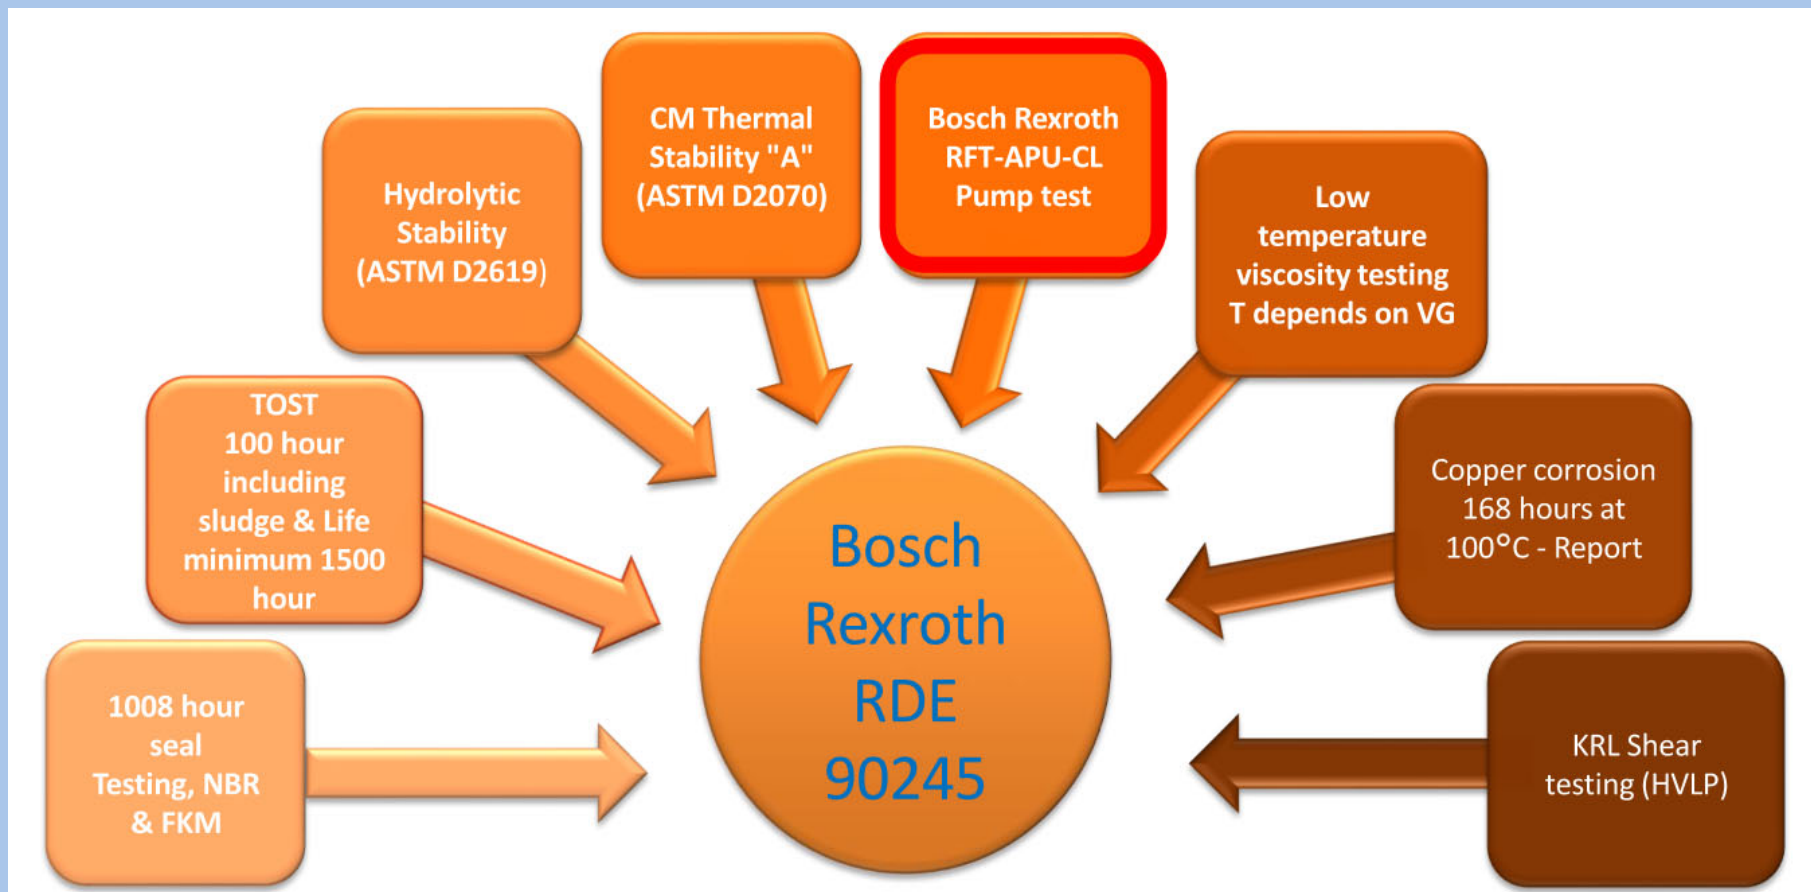 1008 hour
seal
Testing, NBR
& FKM
TOST
100 hour
including
sludge & Life
minimum 1500
hour
Hydrolytic
Stability
(ASTM D2619)
CM Thermal
Stability "A"
(ASTM D2070)
Bosch Rexroth
RFT-APU-CL
Pump test
Low
temperature
viscosity testing
T depends on VG
Copper corrosion
168 hours at
100°C - Report
KRL Shear
testing (HVLP)
Bosch
Rexroth
RDE
90245